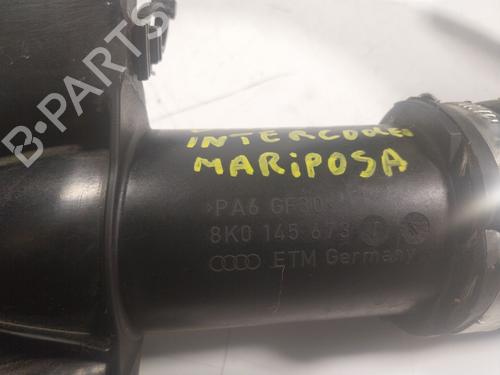 B-PARTS
INTERCOOLER
MARIPOSA
>PA6 GF30<
8K0 145 673
ETM Germany